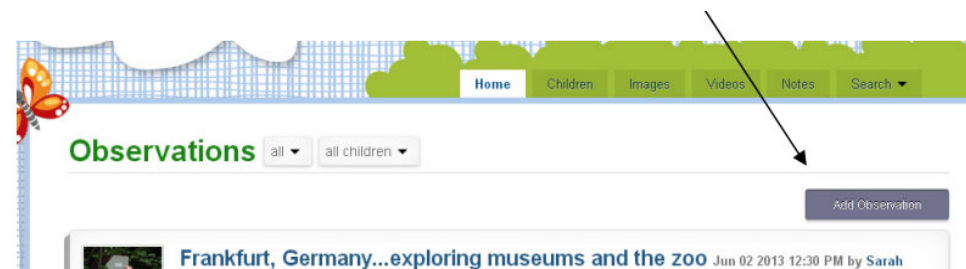 Home Children Images Videos Notes Search
Observations all all children
Add Observation
Frankfurt, Germany...exploring museums and the zoo Jun 02 2013 12:30 PM by Sarah